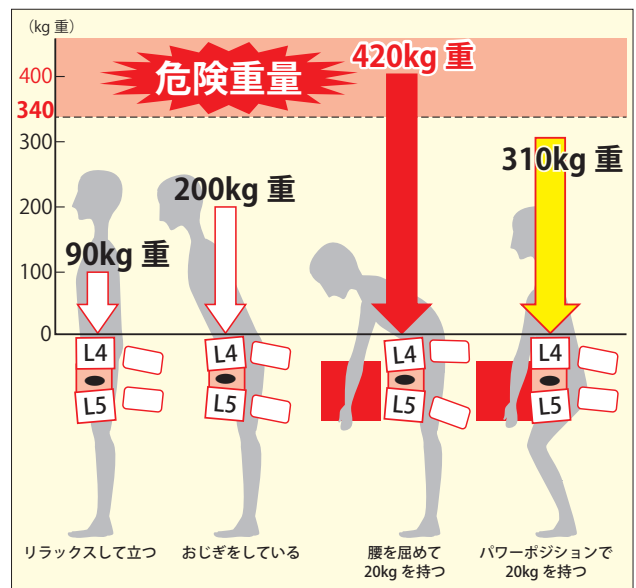 （kg 重）
400
340
300
200
100
0
危険重量
420kg 重
310kg 重
200kg 重
90kg 重
L4
L5
L4
L5
L4
L5
L4
L5
リラックスして立つ
おじぎをしている
腰を屈めて
20kg を持つ
パワーポジションで
20kg を持つ